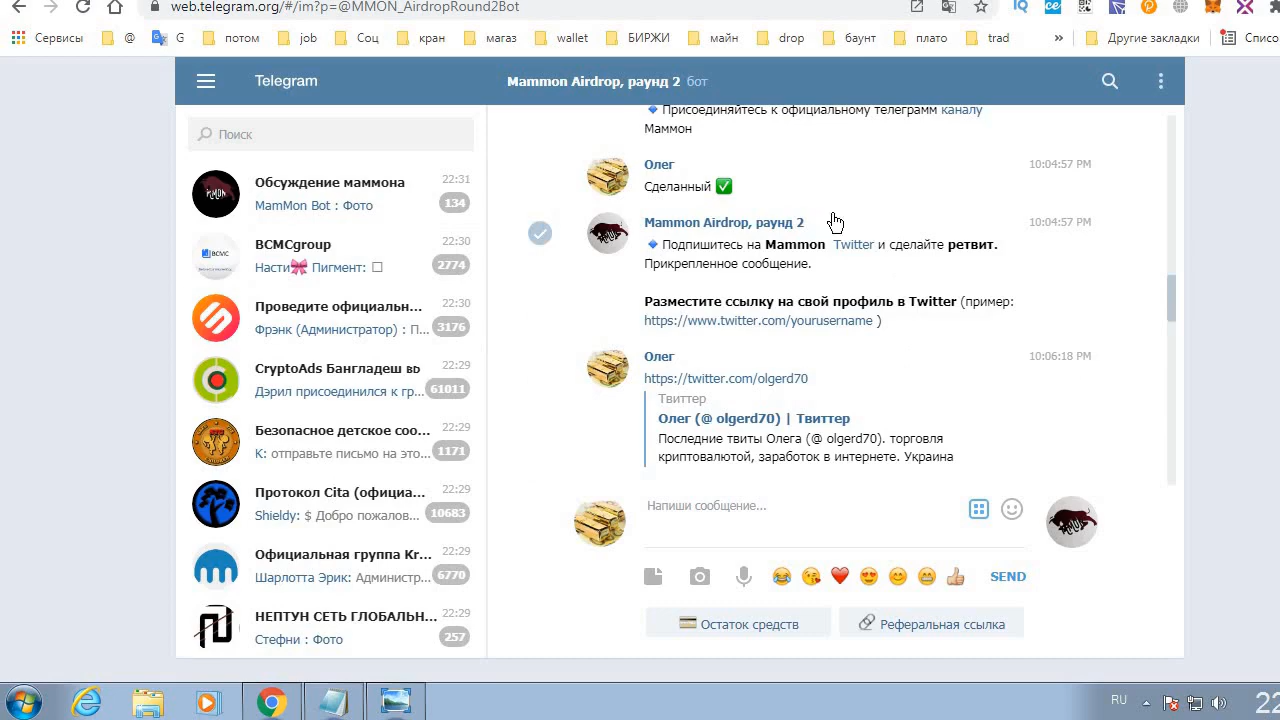 web.telegram.org/#/im?p=@MMON_AirdropRound2Bot
Сервисы @ G потом job Соц кран магаз wallet БИРЖИ майн drop баунт плато trad » Другие закладки Списо
Telegram
Mammon Airdrop, раунд 2 бот
Поиск
Обсуждение маммона 22:31
MamMon Bot : Фото 134
BCMCgroup 22:30
Насти🎀 Пигмент: □ 2774
Проведите официальн... 22:30
Фрэнк (Администратор) : П... 3176
CryptoAds Бангладеш вь 22:29
Дэрил присоединился к гр... 61011
Безопасное детское соо... 22:29
K: отправьте письмо на это... 1171
Протокол Cita (официа... 22:29
Shieldy: $ Добро пожалов... 10683
Официальная группа Kr... 22:29
Шарлотта Эрик: Администр... 6770
НЕПТУН СЕТЬ ГЛОБАЛЬН... 22:29
Стефни : Фото 257
🔹Присоединяйтесь к официальному телеграмм каналу
Маммон
Олег 10:04:57 PM
Сделанный ✅
Mammon Airdrop, раунд 2 10:04:57 PM
🔹Подпишитесь на Mammon Twitter и сделайте ретвит.
Прикрепленное сообщение.
Разместите ссылку на свой профиль в Twitter (пример:
https://www.twitter.com/yourusername )
Олег 10:06:18 PM
https://twitter.com/olgerd70
Твиттер
Олег (@ olgerd70) | Твиттер
Последние твиты Олега (@ olgerd70). торговля
криптовалютой, заработок в интернете. Украина
Напиши сообщение...
SEND
Остаток средств
Реферальная ссылка
RU
22